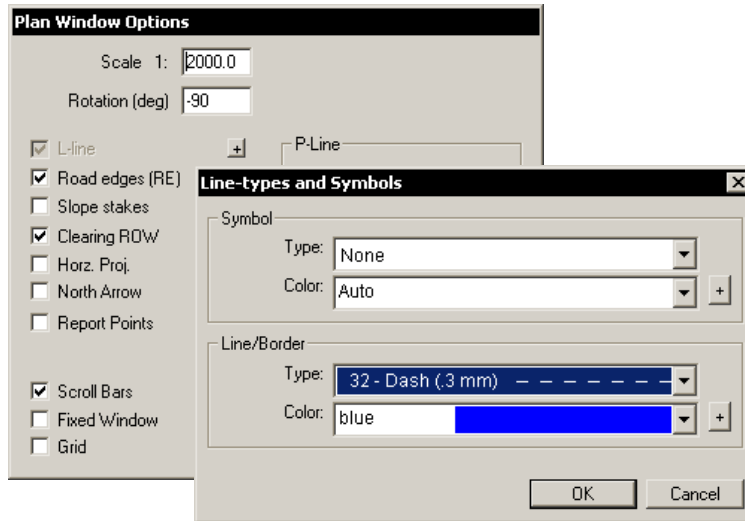 Plan Window Options
Scale 1: 2000.0
Rotation (deg) -90
L-line +
P-Line
Road edges (RE)
Slope stakes
Clearing ROW
Horz. Proj.
North Arrow
Report Points
Scroll Bars
Fixed Window
Grid
Line-types and Symbols
Symbol
Type: None
Color: Auto +
Line/Border
Type: 32 - Dash (.3 mm)
Color: blue +
OK Cancel